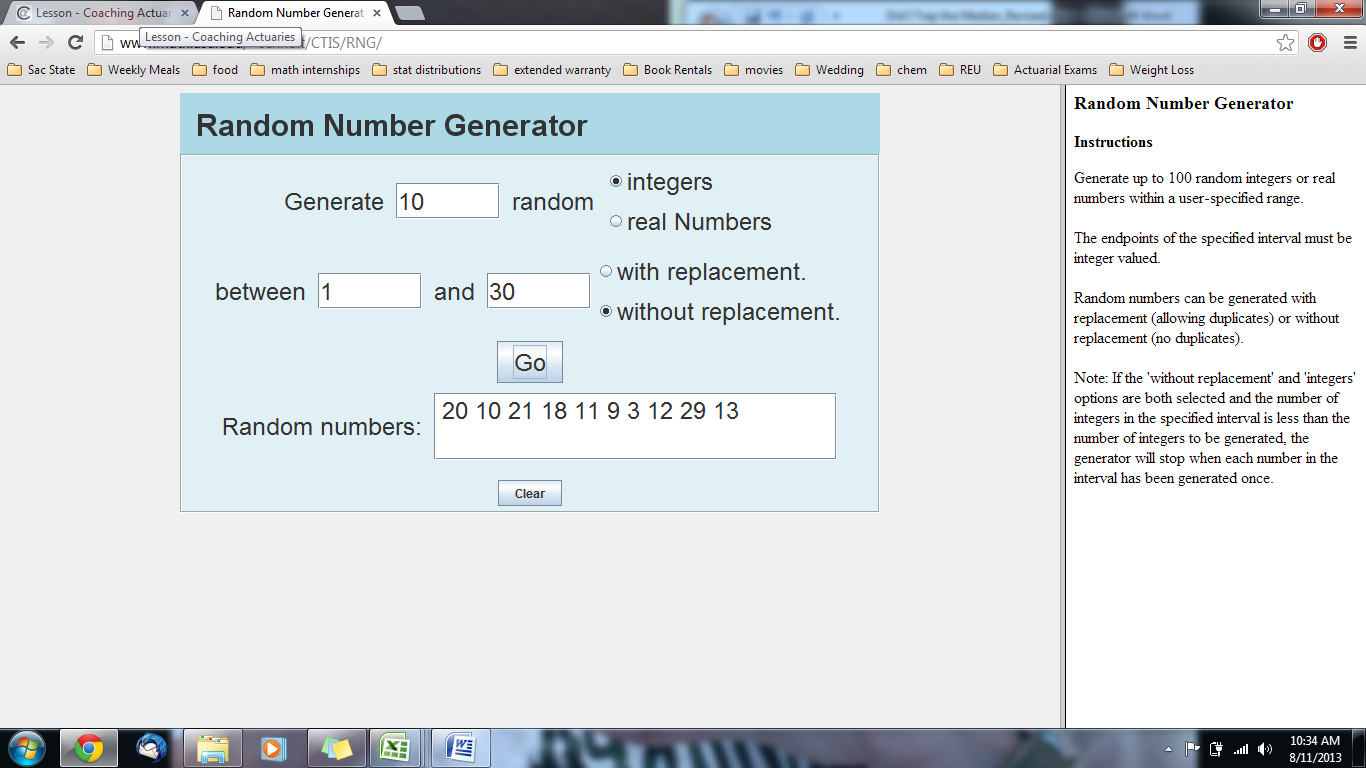 Lesson - Coaching Actuar
Random Number Generat
Lesson - Coaching Actuaries
/CTIS/RNG/
Sac State
Weekly Meals
food
math internships
stat distributions
extended warranty
Book Rentals
movies
Wedding
chem
REU
Actuarial Exams
Weight Loss
Random Number Generator
Generate 10 random
integers
real Numbers
between 1 and 30
with replacement.
without replacement.
Go
Random numbers: 20 10 21 18 11 9 3 12 29 13
Clear
Random Number Generator
Instructions
Generate up to 100 random integers or real
numbers within a user-specified range.
The endpoints of the specified interval must be
integer valued.
Random numbers can be generated with
replacement (allowing duplicates) or without
replacement (no duplicates).
Note: If the 'without replacement' and 'integers'
options are both selected and the number of
integers in the specified interval is less than the
number of integers to be generated, the
generator will stop when each number in the
interval has been generated once.
10:34 AM
8/11/2013